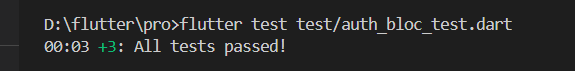 D:\flutter\pro>flutter test test/auth_bloc_test.dart
00:03 +3: All tests passed!